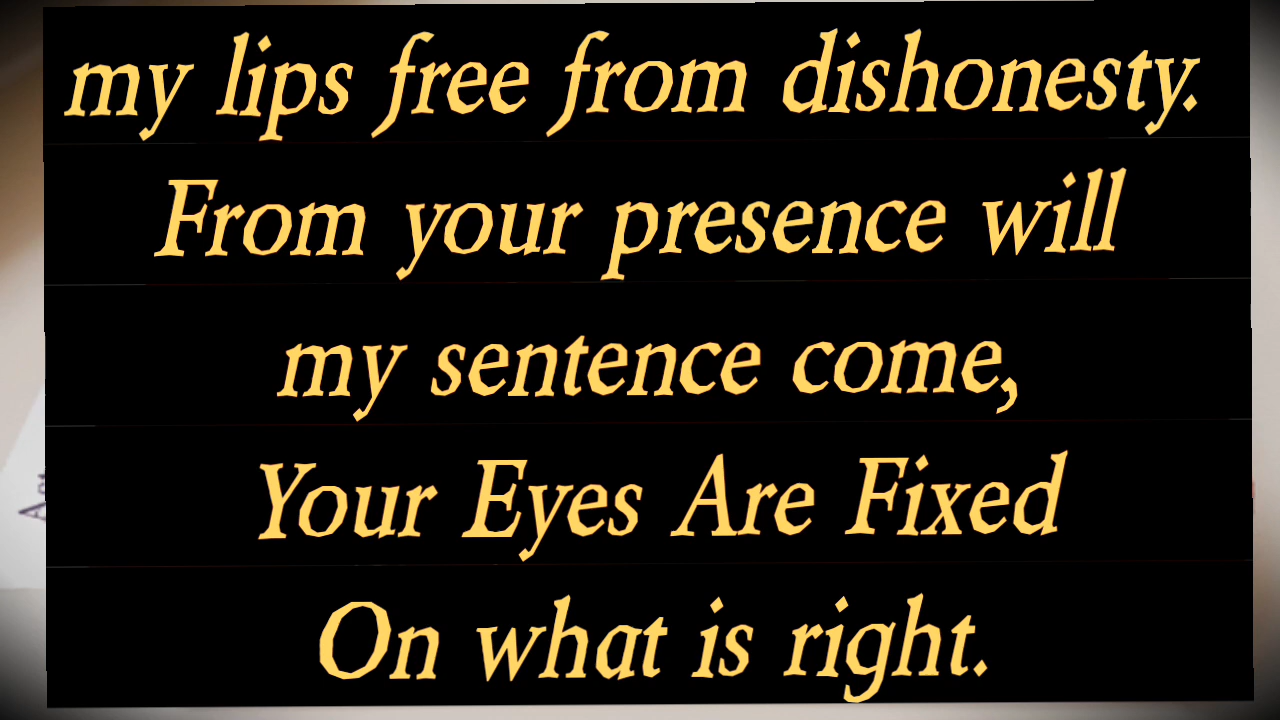 my lips free from dishonesty.
From your presence will
my sentence come,
Your Eyes Are Fixed
On what is right.